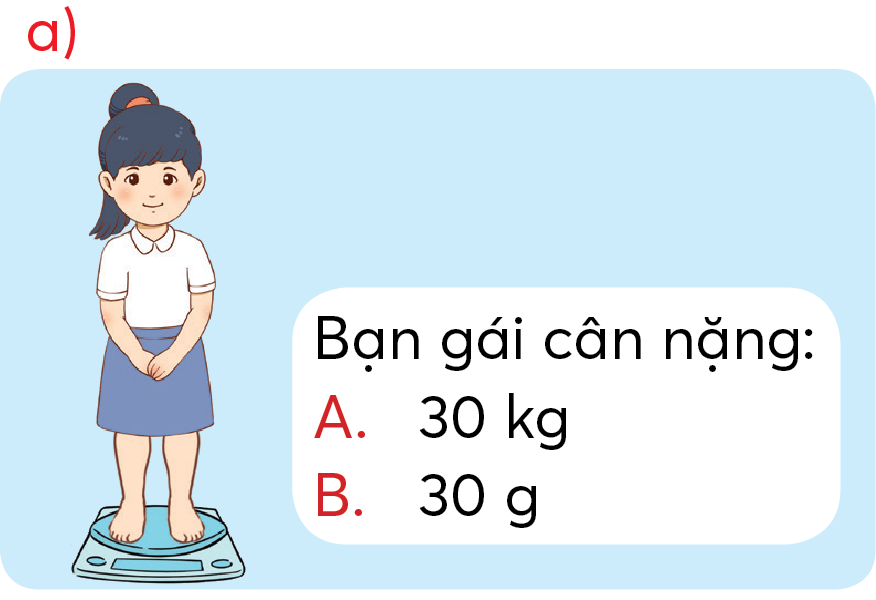 a)
Bạn gái cân nặng:
A. 30 kg
B. 30 g